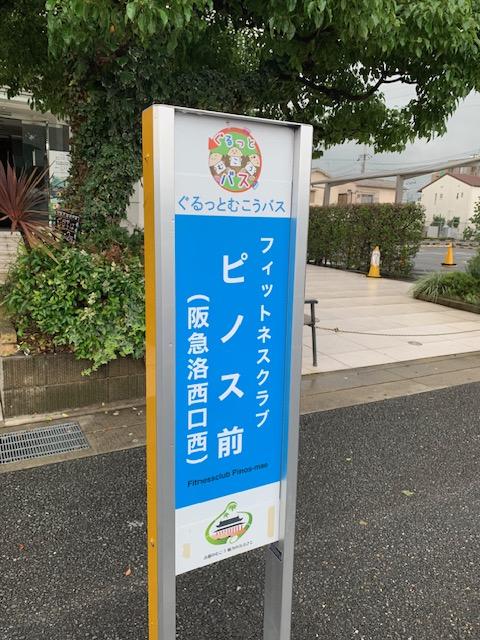 ぐるっと
バス
ぐるっとむこうバス
フィットネスクラブ
ピノス前
(阪急洛西口西)
Fitnessclub Pinos-mae